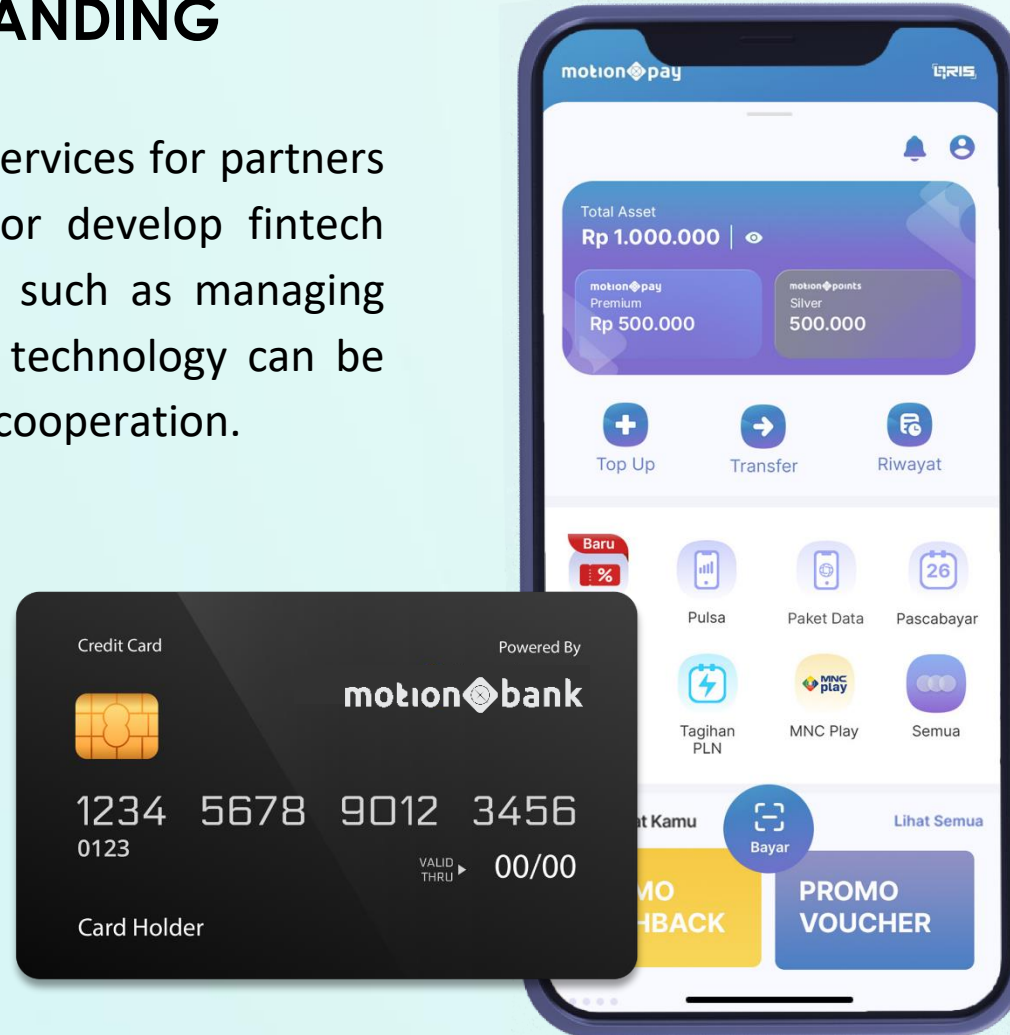 ANDING
ervices for partners
or develop fintech
such as managing
technology can be
cooperation.
motion pay
QRIS
Total Asset
Rp 1.000.000
motion pay
Premium
Rp 500.000
motion points
Silver
500.000
Top Up
Transfer
Riwayat
Baru
%
Pulsa
Paket Data
26
Pascabayar
Tagihan
PLN
MNC
play
MNC Play
Semua
at Kamu
Bayar
Lihat Semua
MO
HBACK
PROMO
VOUCHER
Credit Card
Powered By
motion bank
1234 5678 9012 3456
0123
VALID
THRU
00/00
Card Holder